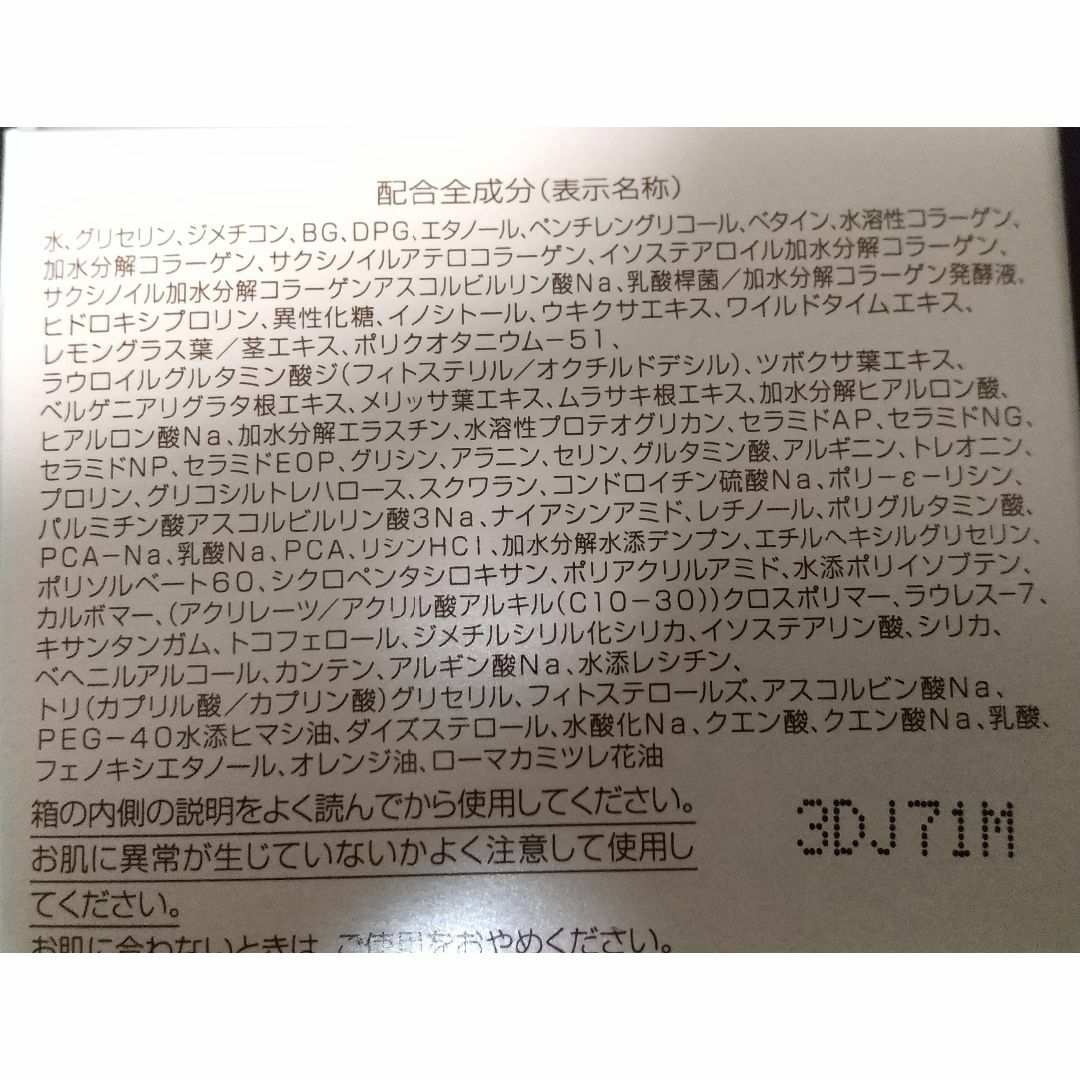 配合全成分(表示名称)
水、グリセリン、ジメチコン、BG、DPG、エタノール、ペンチレングリコール、ベタイン、水溶性コラーゲン、
加水分解コラーゲン、サクシノイルアテロコラーゲン、イソステアロイル加水分解コラーゲン、
サクシノイル加水分解コラーゲンアスコルビルリン酸Na、乳酸桿菌/加水分解コラーゲン発酵液、
ヒドロキシプロリン、異性化糖、イノシトール、ウキクサエキス、ワイルドタイムエキス、
レモングラス葉/茎エキス、ポリクオタニウム-51、
ラウロイルグルタミン酸ジ(フィトステリル/オクチルドデシル)、ツボクサ葉エキス、
ベルゲニアリグラタ根エキス、メリッサ葉エキス、ムラサキ根エキス、加水分解ヒアルロン酸、
ヒアルロン酸Na、加水分解エラスチン、水溶性プロテオグリカン、セラミドAP、セラミドNG、
セラミドNP、セラミドEOP、グリシン、アラニン、セリン、グルタミン酸、アルギニン、トレオニン、
プロリン、グリコシルトレハロース、スクワラン、コンドロイチン硫酸Na、ポリ-ε-リシン、
パルミチン酸アスコルビルリン酸3Na、ナイアシンアミド、レチノール、ポリグルタミン酸、
PCA-Na、乳酸Na、PCA、リシンHCl、加水分解水添デンプン、エチルヘキシルグリセリン、
ポリソルベート60、シクロペンタシロキサン、ポリアクリルアミド、水添ポリイソブテン、
カルボマー、(アクリレーツ/アクリル酸アルキル(C10-30))クロスポリマー、ラウレス-7、
キサンタンガム、トコフェロール、ジメチルシリル化シリカ、イソステアリン酸、シリカ、
ベヘニルアルコール、カンテン、アルギン酸Na、水添レシチン、
トリ(カプリル酸/カプリン酸)グリセリル、フィトステロールズ、アスコルビン酸Na、
PEG-40水添ヒマシ油、ダイズステロール、水酸化Na、クエン酸、クエン酸Na、乳酸、
フェノキシエタノール、オレンジ油、ローマカミツレ花油
箱の内側の説明をよく読んでから使用してください。
3DJ71M
お肌に異常が生じていないかよく注意して使用し
てください。
お肌に合わないときは、ご使用をおやめください。